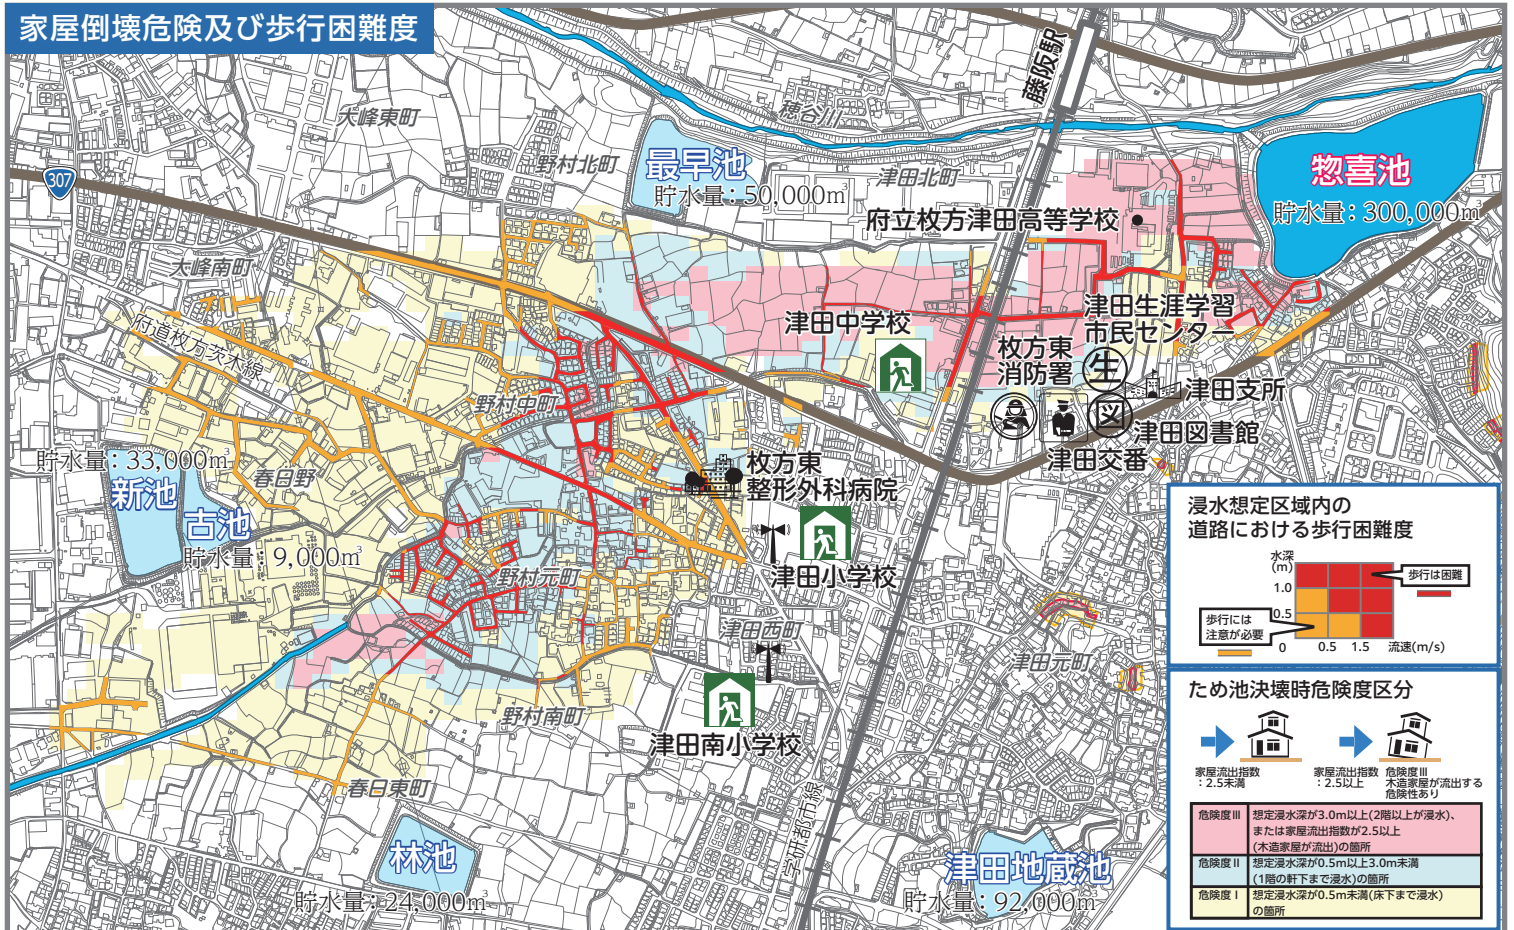 家屋倒壊危険及び歩行困難度
藤阪駅
穂谷川
大峰東町
野村北町
最早池
貯水量：50,000m³
津田北町
惣喜池
貯水量：300,000m³
307
府立枚方津田高等学校
大峰南町
府道枚方茨木線
津田中学校
津田生涯学習
市民センター
生
枚方東
消防署
津田支所
図
津田図書館
津田交番
野村中町
貯水量：33,000m³
新池
春日野
古池
貯水量：9,000m³
枚方東
整形外科病院
津田小学校
野村元町
津田西町
津田元町
野村南町
津田南小学校
春日東町
学研都市線
林池
貯水量：24,000m³
津田地蔵池
貯水量：92,000m³
浸水想定区域内の
道路における歩行困難度
水深
(m)
1.0
0.5
0
0.5
1.5
流速(m/s)
歩行は困難
歩行には
注意が必要
ため池決壊時危険度区分
家屋流出指数
：2.5未満
家屋流出指数
：2.5以上
危険度Ⅲ
木造家屋が流出する
危険性あり
危険度Ⅲ
想定浸水深が3.0m以上(2階以上が浸水)、
または家屋流出指数が2.5以上
(木造家屋が流出)の箇所
危険度Ⅱ
想定浸水深が0.5m以上3.0m未満
(1階の軒下まで浸水)の箇所
危険度Ⅰ
想定浸水深が0.5m未満(床下まで浸水)
の箇所